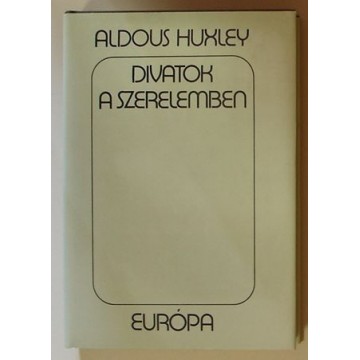 ALDOUS HUXLEY
DIVATOK
A SZERELEMBEN
EURÓPA